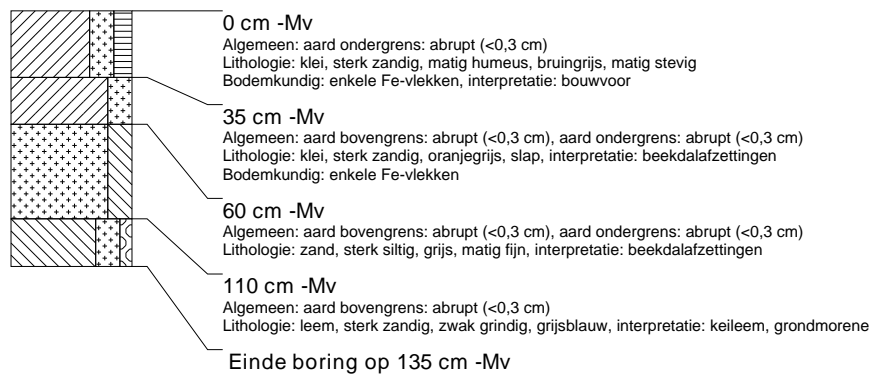 0 cm -Mv
Algemeen: aard ondergrens: abrupt (<0,3 cm)
Lithologie: klei, sterk zandig, matig humeus, bruingrijs, matig stevig
Bodemkundig: enkele Fe-vlekken, interpretatie: bouwvoor
35 cm -Mv
Algemeen: aard bovengrens: abrupt (<0,3 cm), aard ondergrens: abrupt (<0,3 cm)
Lithologie: klei, sterk zandig, oranjegrijs, slap, interpretatie: beekdalafzettingen
Bodemkundig: enkele Fe-vlekken
60 cm -Mv
Algemeen: aard bovengrens: abrupt (<0,3 cm), aard ondergrens: abrupt (<0,3 cm)
Lithologie: zand, sterk siltig, grijs, matig fijn, interpretatie: beekdalafzettingen
110 cm -Mv
Algemeen: aard bovengrens: abrupt (<0,3 cm)
Lithologie: leem, sterk zandig, zwak grindig, grijsblauw, interpretatie: keileem, grondmorene
Einde boring op 135 cm -Mv